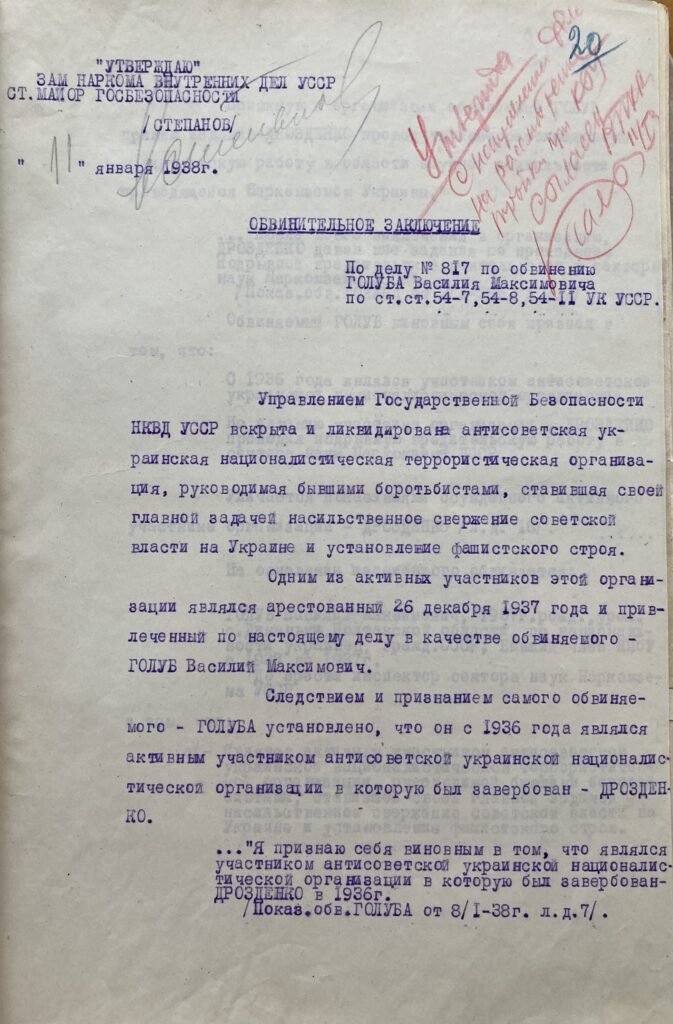 20
"УТВЕРЖДАЮ"
ЗАМ НАРКОМА ВНУТРЕННИХ ДЕЛ УССР
СТ.МАЙОР ГОСБЕЗОПАСНОСТИ
/СТЕПАНОВ/
" 11 " января 1938г.
Утвержда
ОБВИНИТЕЛЬНОЕ ЗАКЛЮЧЕНИЕ
По делу № 817 по обвинению
ГОЛУБА Василия Максимовича
по ст.ст.54-7,54-8,54-II УК УССР.
Управлением Государственной Безопасности
НКВД УССР вскрыта и ликвидирована антисоветская ук-
раинская националистическая террористическая организа-
ция, руководимая бывшими боротьбистами, ставившая своей
главной задачей насильственное свержение советской
власти на Украине и установление фашистского строя.
Одним из активных участников этой органи-
зации являлся арестованный 26 декабря 1937 года и прив-
леченный по настоящему делу в качестве обвиняемого -
ГОЛУБ Василий Максимович.
Следствием и признанием самого обвиняе-
мого - ГОЛУБА установлено, что он с 1936 года являлся
активным участником антисоветской украинской националис-
тической организации в которую был завербован - ДРОЗДЕН-
КО.
..."Я признаю себя виновным в том, что являлся
участником антисоветской украинской националис-
тической организации в которую был завербован-
ДРОЗДЕНКО в 1936г.
/Показ.обв.ГОЛУБА от 8/I-38г. л.д.7/.